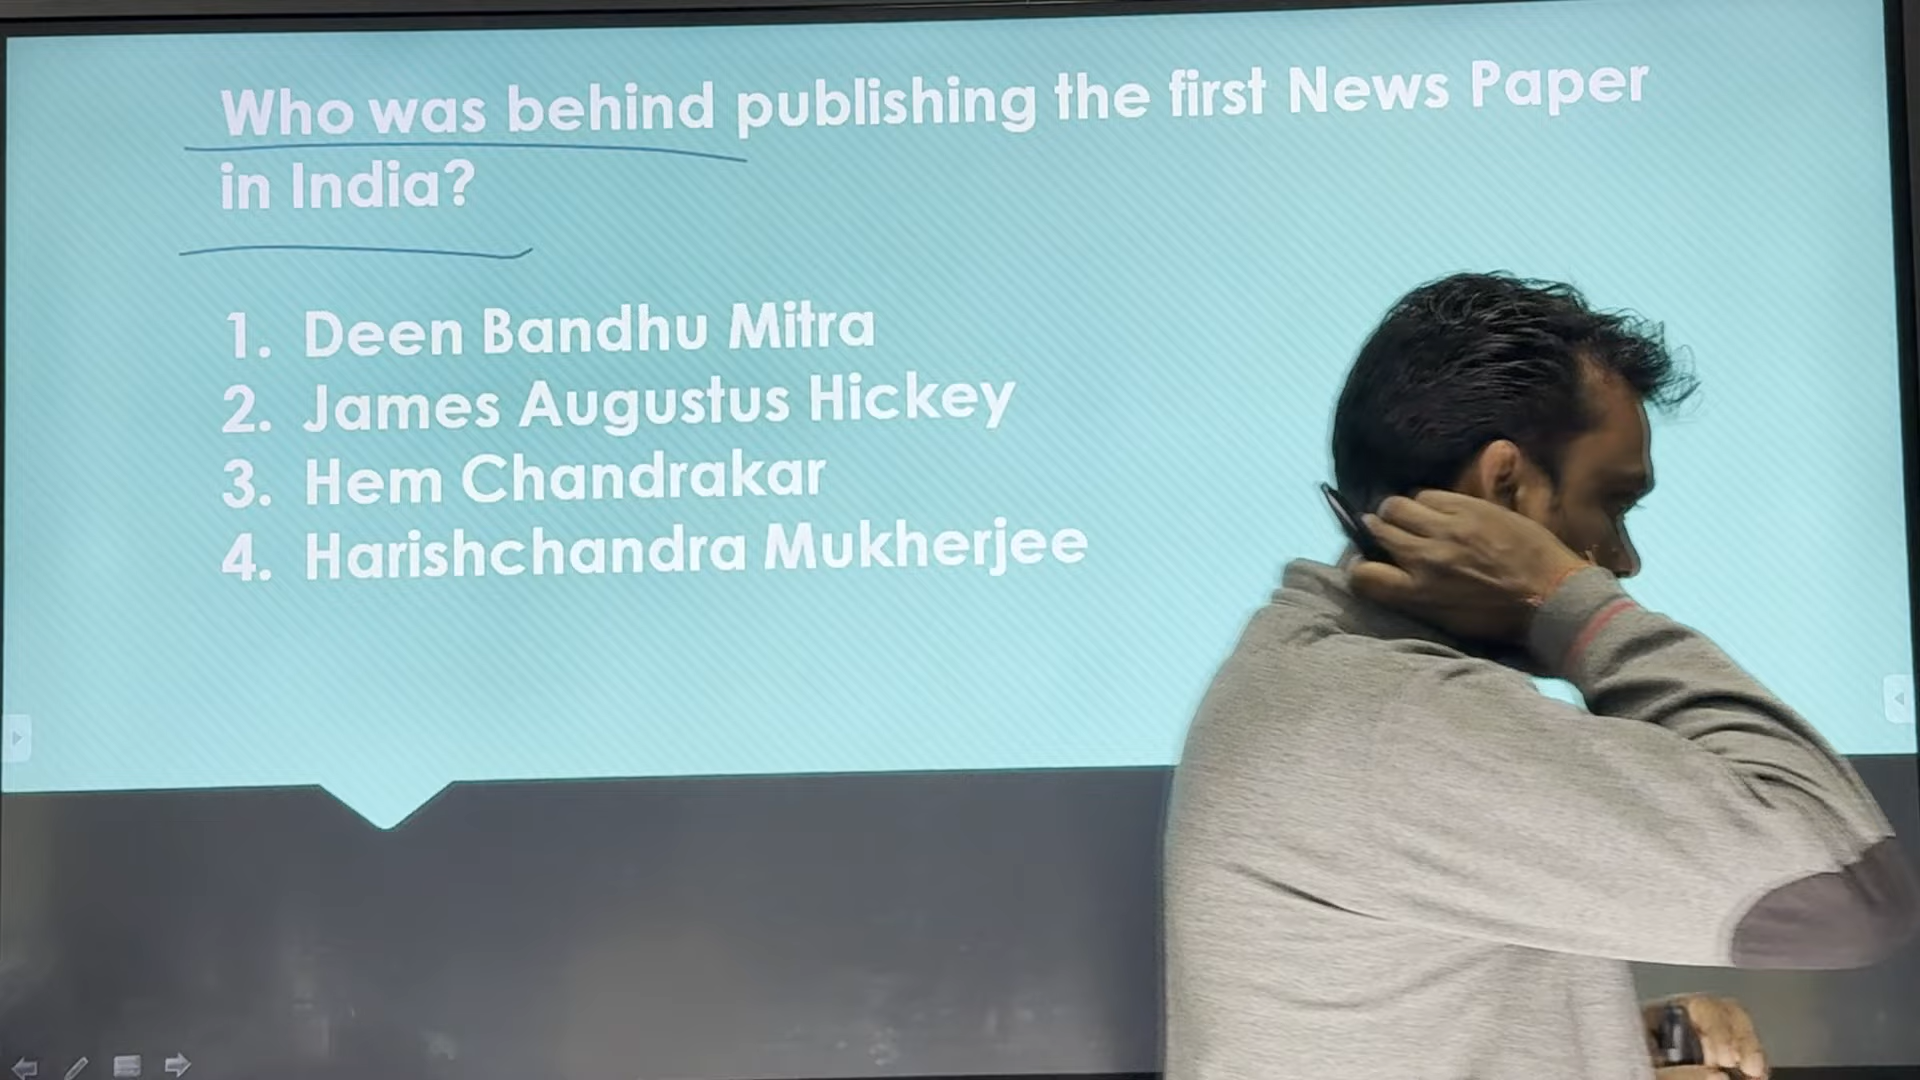 Who was behind publishing the first News Paper
in India?
1. Deen Bandhu Mitra
2. James Augustus Hickey
3. Hem Chandrakar
4. Harishchandra Mukherjee